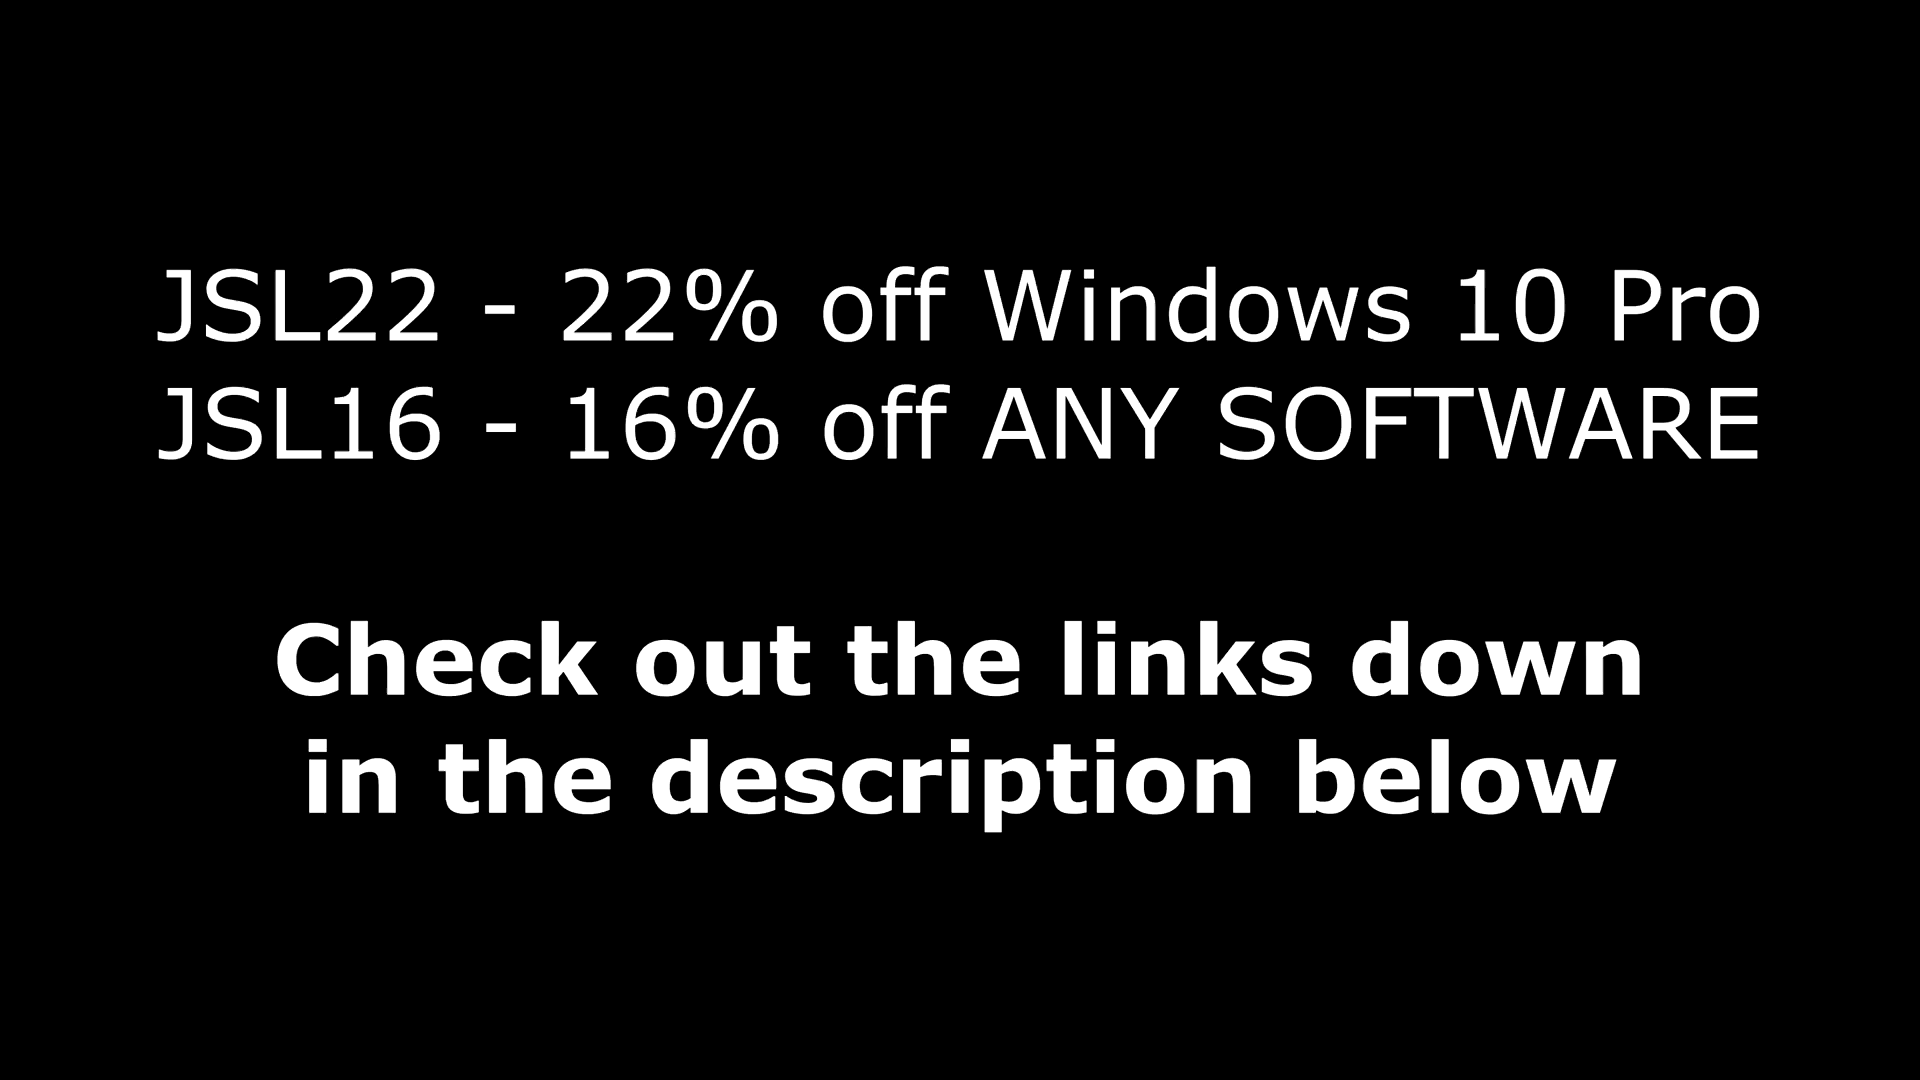 JSL22 - 22% off Windows 10 Pro
JSL16 - 16% off ANY SOFTWARE
Check out the links down
in the description below